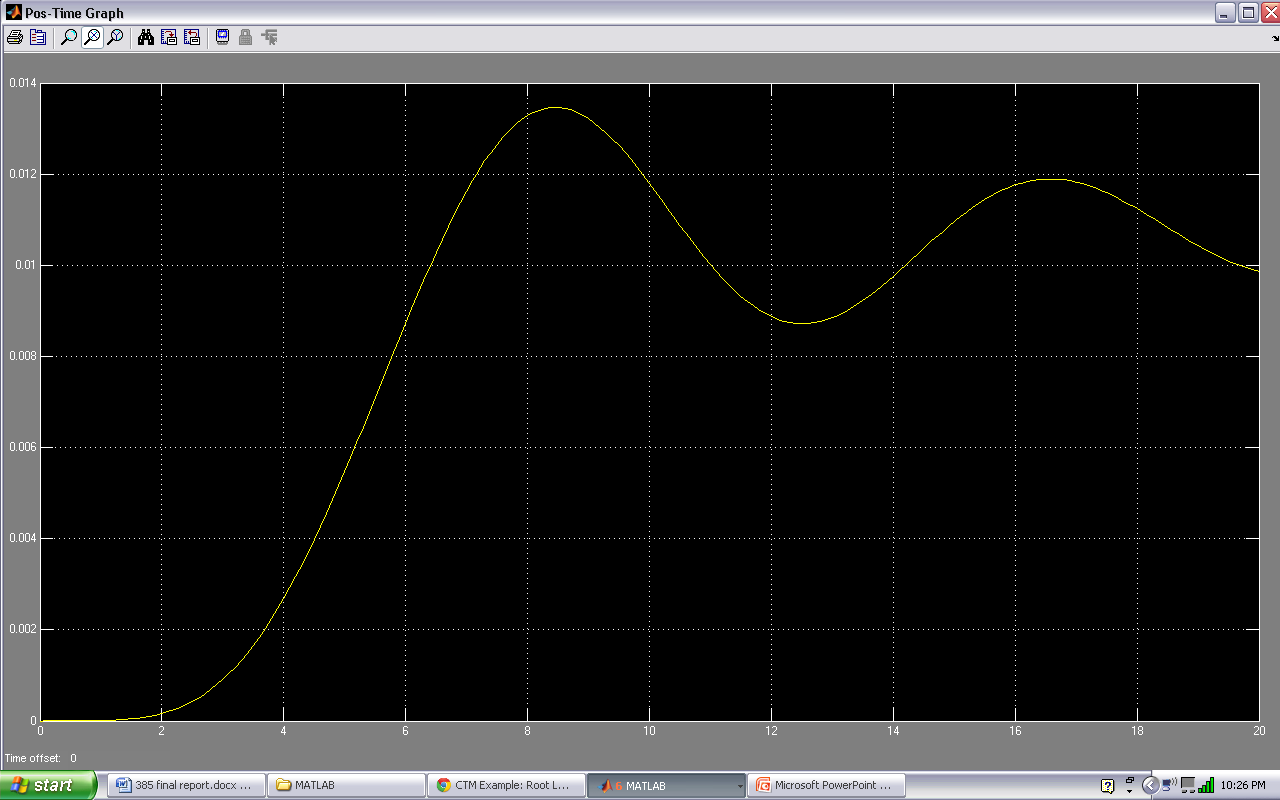 Pos-Time Graph
0.014
0.012
0.01
0.008
0.006
0.004
0.002
0
0 2 4 6 8 10 12 14 16 18 20
Time offset: 0
start 385 final report.docx ... MATLAB CTM Example: Root L... 6 MATLAB Microsoft PowerPoint ... 10:26 PM